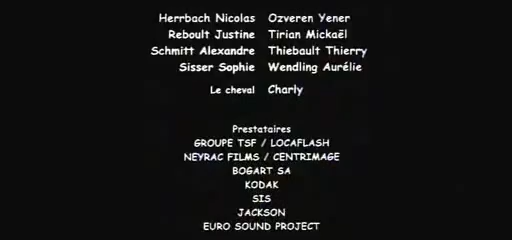 Herrbach Nicolas Ozveren Yener
Reboult Justine Tirian Mickaël
Schmitt Alexandre Thiebault Thierry
Sisser Sophie Wendling Aurélie
Le cheval Charly
Prestataires
GROUPE TSF / LOCAFLASH
NEYRAC FILMS / CENTRIMAGE
BOGART SA
KODAK
SIS
JACKSON
EURO SOUND PROJECT